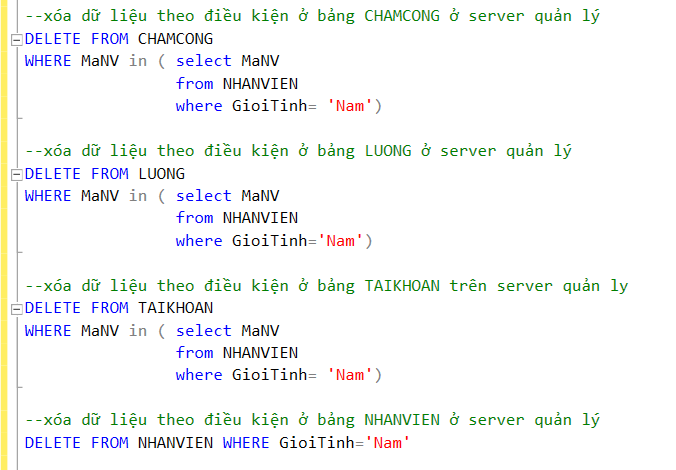 --xóa dữ liệu theo điều kiện ở bảng CHAMCONG ở server quản lý
DELETE FROM CHAMCONG
WHERE MaNV in ( select MaNV
from NHANVIEN
where GioiTinh= 'Nam')
--xóa dữ liệu theo điều kiện ở bảng LUONG ở server quản lý
DELETE FROM LUONG
WHERE MaNV in ( select MaNV
from NHANVIEN
where GioiTinh='Nam')
--xóa dữ liệu theo điều kiện ở bảng TAIKHOAN trên server quản ly
DELETE FROM TAIKHOAN
WHERE MaNV in ( select MaNV
from NHANVIEN
where GioiTinh= 'Nam')
--xóa dữ liệu theo điều kiện ở bảng NHANVIEN ở server quản lý
DELETE FROM NHANVIEN WHERE GioiTinh='Nam'